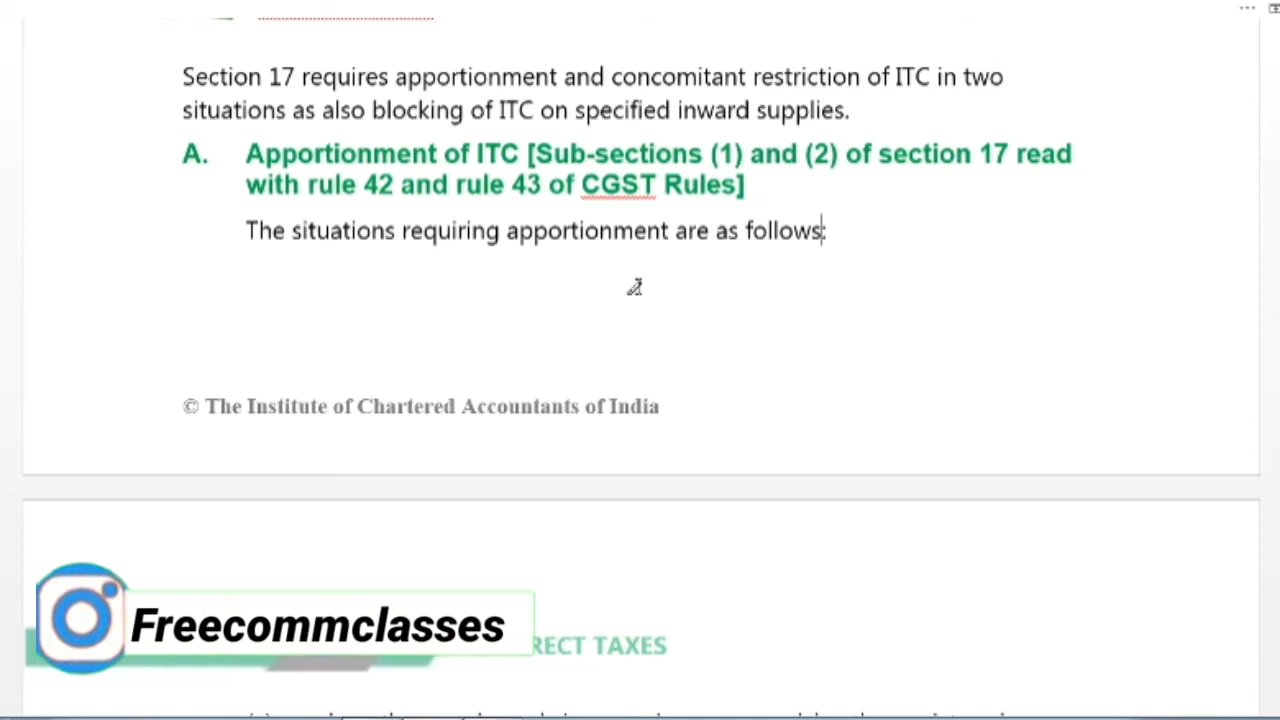 Section 17 requires apportionment and concomitant restriction of ITC in two
situations as also blocking of ITC on specified inward supplies.
A. Apportionment of ITC [Sub-sections (1) and (2) of section 17 read
with rule 42 and rule 43 of CGST Rules]
The situations requiring apportionment are as follows:
© The Institute of Chartered Accountants of India
Freecommclasses
RECT TAXES